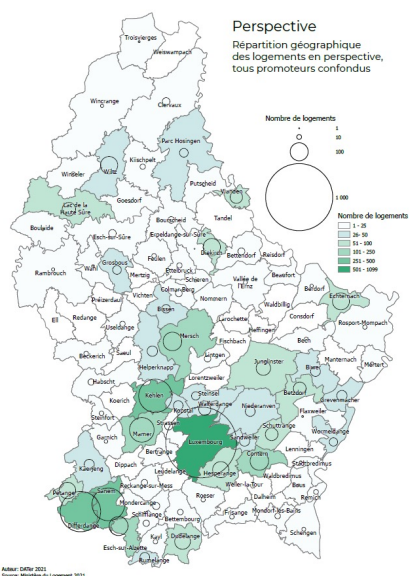 Perspective
Répartition géographique
des logements en perspective,
tous promoteurs confondus
Nombre de logements
1
10
100
1 000
Nombre de logements
1 - 25
26 - 50
51 - 100
101 - 250
251 - 500
501 - 1099
Troisvierges
Weiswampach
Wincrange
Clervaux
Parc Hosingen
Kiischpelt
Wiltz
Winseler
Putscheid
Vianden
Goesdorf
Lac de la
Haute Sûre
Tandel
Bourscheid
Boulaide
Esch-sur-Sûre
Erpeldange-sur-Sûre
Diekirch
Bettendorf
Reisdorf
Feulen
Grosbous
Ettelbruck
Rambrouch
Wahl
Mertzig
Schieren
Vallée de
l'Ernz
Beaufort
Colmar-Berg
Berdorf
Echternach
Vichten
Préizerdaul
Nommern
Waldbillig
Bissen
Consdorf
Rosport-Mompach
Ell
Redange
Useldange
Larochette
Heffingen
Mersch
Fischbach
Bech
Beckerich
Saeul
Lintgen
Manternach
Mertert
Helperknapp
Junglinster
Biwer
Lorentzweiler
Habscht
Betzdorf
Koerich
Kehlen
Steinsel
Grevenmacher
Walferdange
Niederanven
Kopstal
Flaxweiler
Steinfort
Strassen
Schuttrange
Garnich
Mamer
Luxembourg
Sandweiler
Wormeldange
Bertrange
Lenningen
Contern
Käerjeng
Dippach
Stadtbredimus
Leudelange
Hesperange
Waldbredimus
Reckange-sur-Mess
Weiler-la-Tour
Bous
Pétange
Sanem
Roeser
Dalheim
Remich
Mondercange
Frisange
Mondorf-les-Bains
Differdange
Schifflange
Bettembourg
Schengen
Esch-sur-Alzette
Kayl
Dudelange
Rumelange
Auteur: DATer 2021
Source: Ministère du Logement 2021